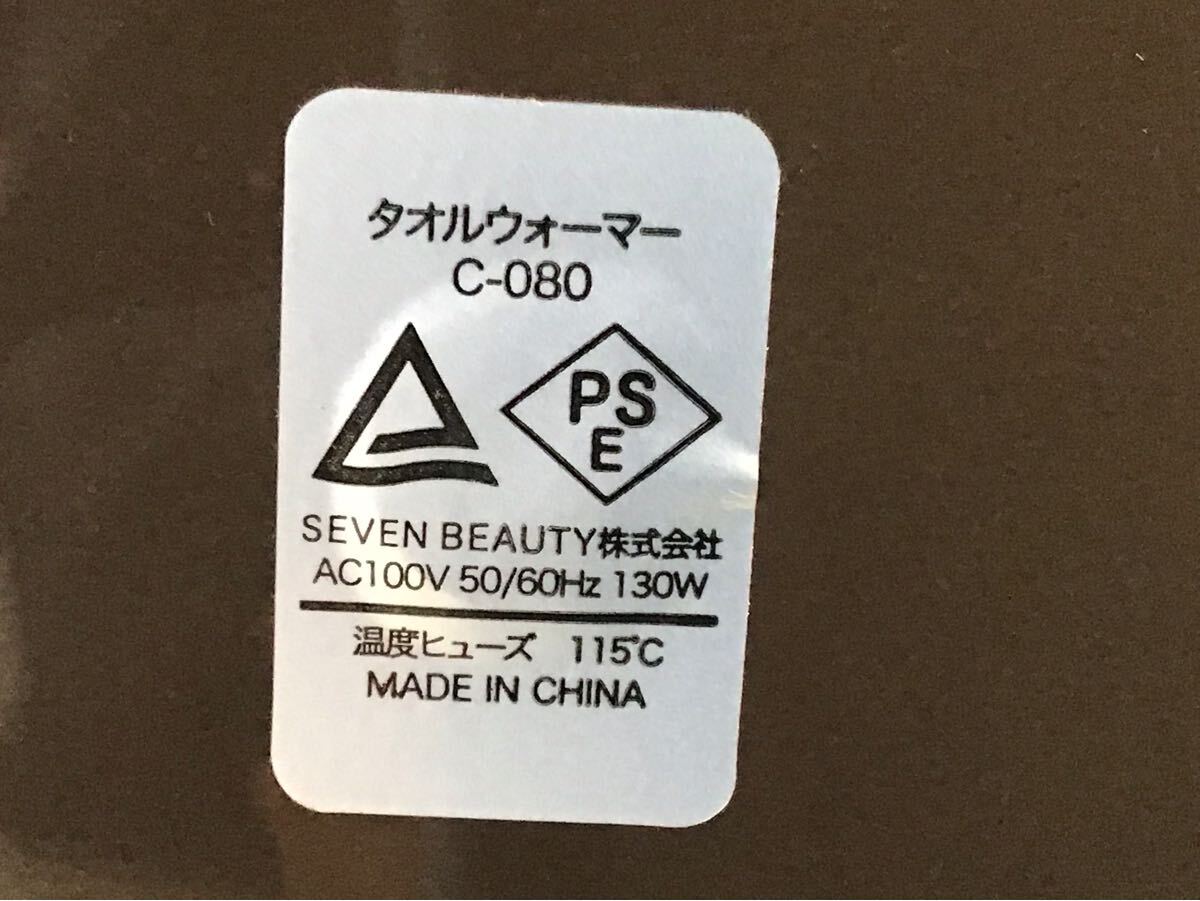 タオルウォーマー
C-080
PS
E
SEVEN BEAUTY株式会社
AC100V 50/60Hz 130W
温度ヒューズ 115℃
MADE IN CHINA